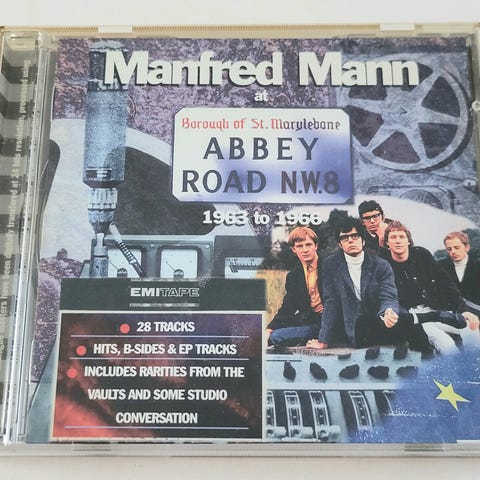 Manfred Mann
at
Borough of St. Marylebone
ABBEY
ROAD N.W.8
1963 to 1966
EMITAPE
28 TRACKS
HITS, B-SIDES & EP TRACKS
INCLUDES RARITIES FROM THE
VAULTS AND SOME STUDIO
CONVERSATION